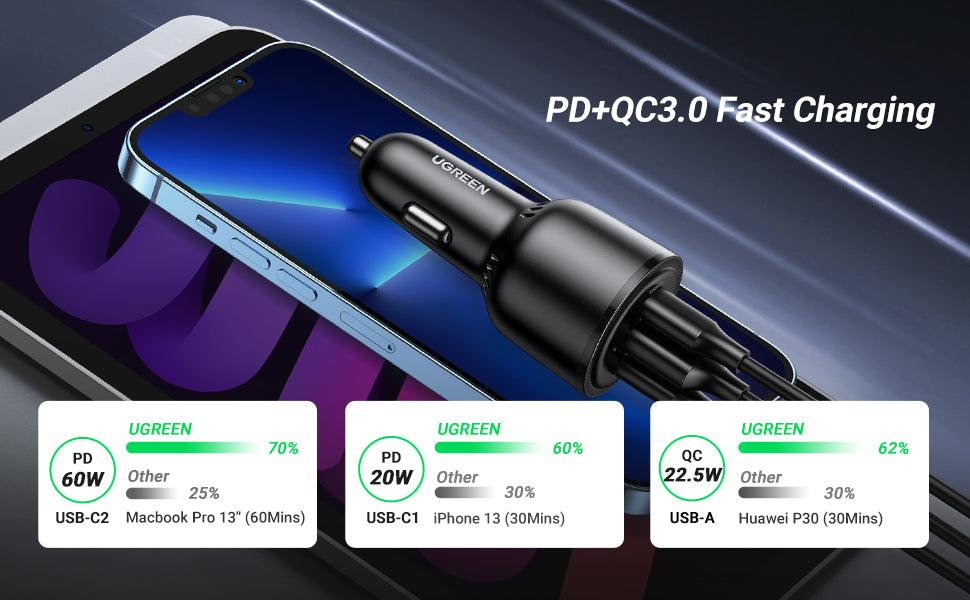 PD+QC3.0 Fast Charging
UGREEN
PD
60W
USB-C2
UGREEN
70%
Other
25%
Macbook Pro 13" (60Mins)
PD
20W
USB-C1
UGREEN
60%
Other
30%
iPhone 13 (30Mins)
QC
22.5W
USB-A
UGREEN
62%
Other
30%
Huawei P30 (30Mins)